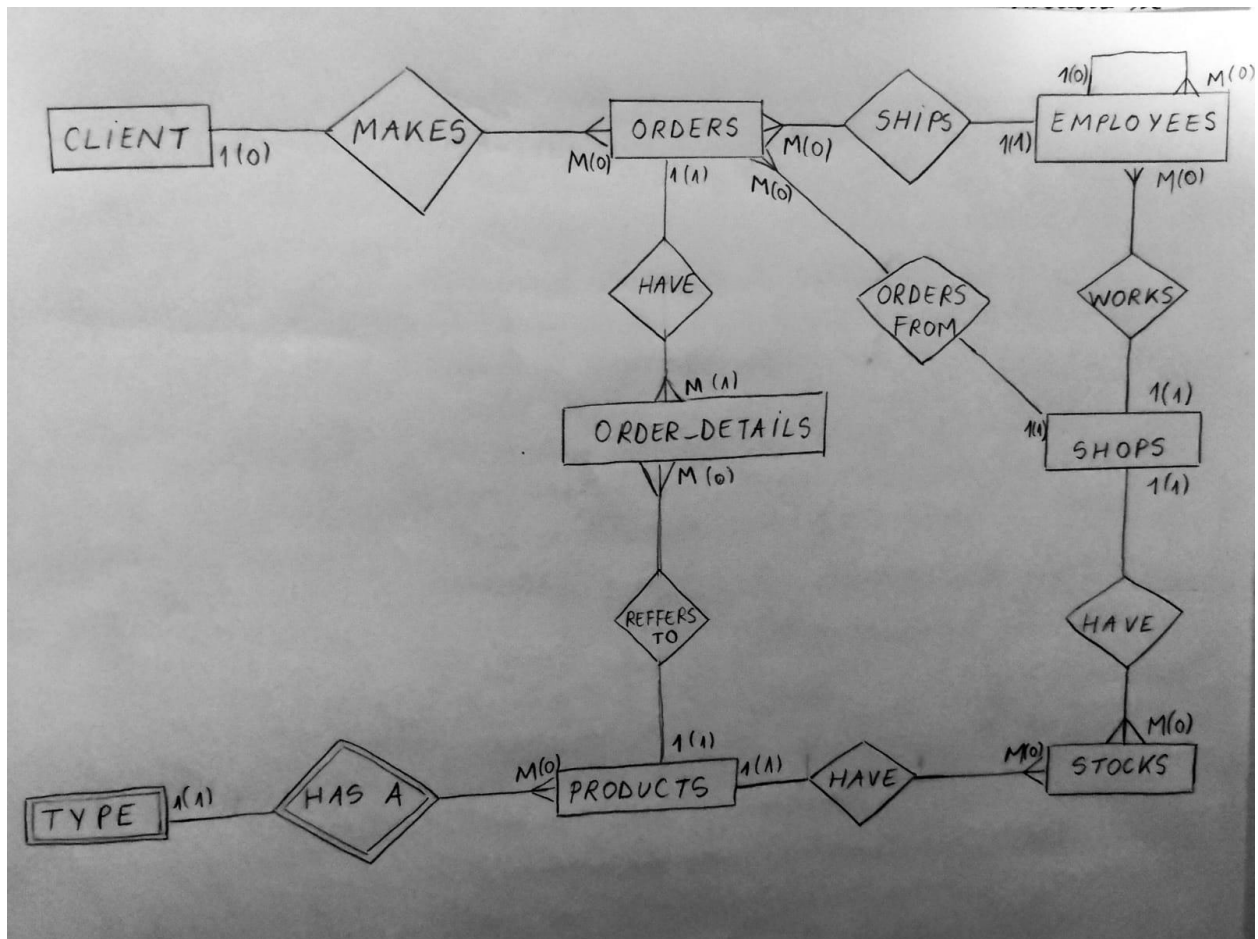 CLIENT
1(0)
MAKES
M(0)
ORDERS
M(0)
SHiPS
1(1)
EMPLOYEES
1(0)
M(0)
1(1)
M(0)
M(0)
HAVE
ORDERS
FROM
WORKS
M(1)
ORDER_DETAiLS
M(0)
1(1)
1(1)
SHOPS
1(1)
REFFERS
TO
HAVE
1(1)
M(0)
TYPE
1(1)
HAS A
M(0)
PRODUCTS
1(1)
HAVE
M(0)
STOCKS